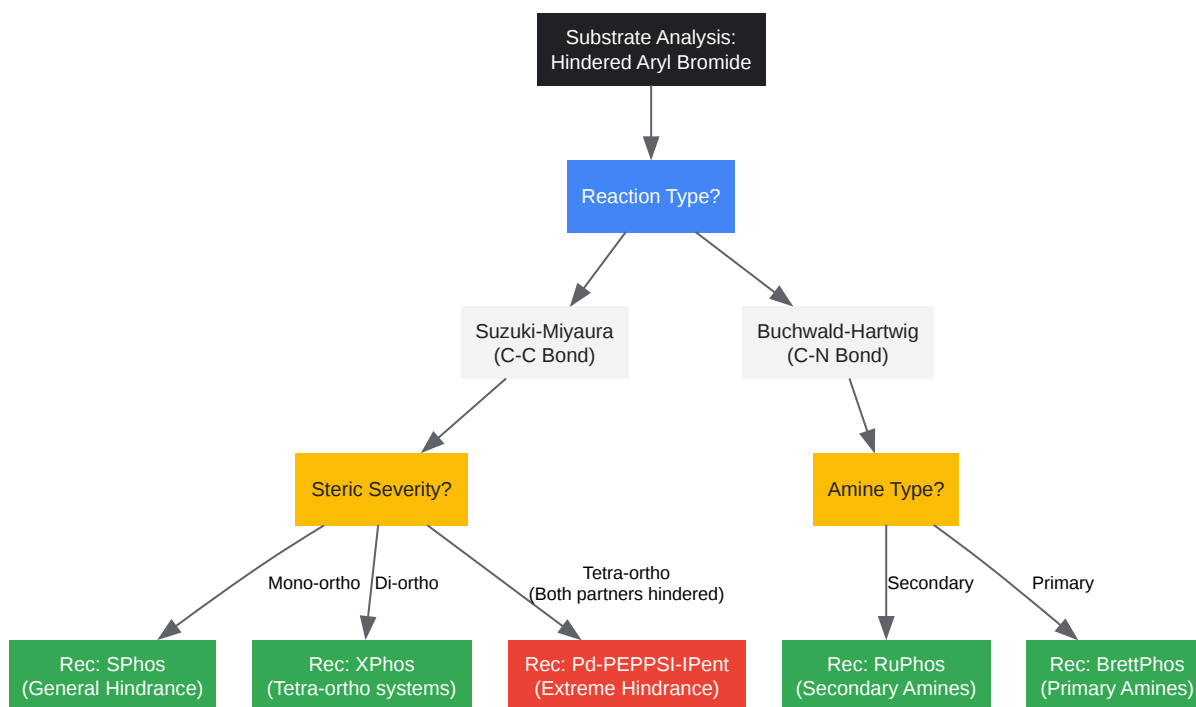 Substrate Analysis:
Hindered Aryl Bromide
Reaction Type?
Suzuki-Miyaura
(C-C Bond)
Buchwald-Hartwig
(C-N Bond)
Steric Severity?
Amine Type?
Mono-ortho
Di-ortho
Tetra-ortho
(Both partners hindered)
Secondary
Primary
Rec: SPhos
(General Hindrance)
Rec: XPhos
(Tetra-ortho systems)
Rec: Pd-PEPPSI-IPent
(Extreme Hindrance)
Rec: RuPhos
(Secondary Amines)
Rec: BrettPhos
(Primary Amines)